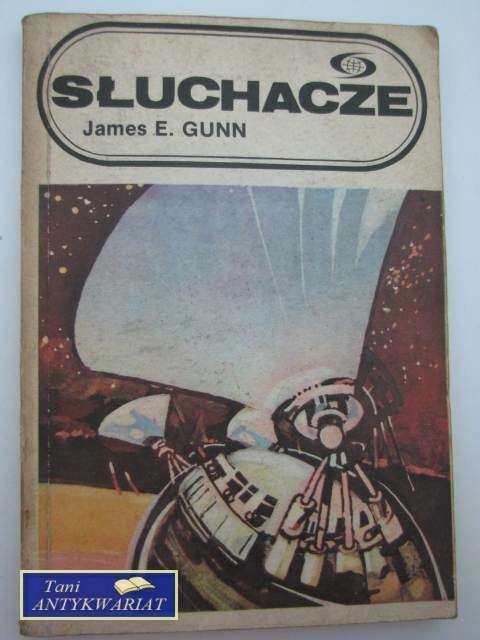 SŁUCHACZE
James E. GUNN
Tani
ANTYKWARIAT